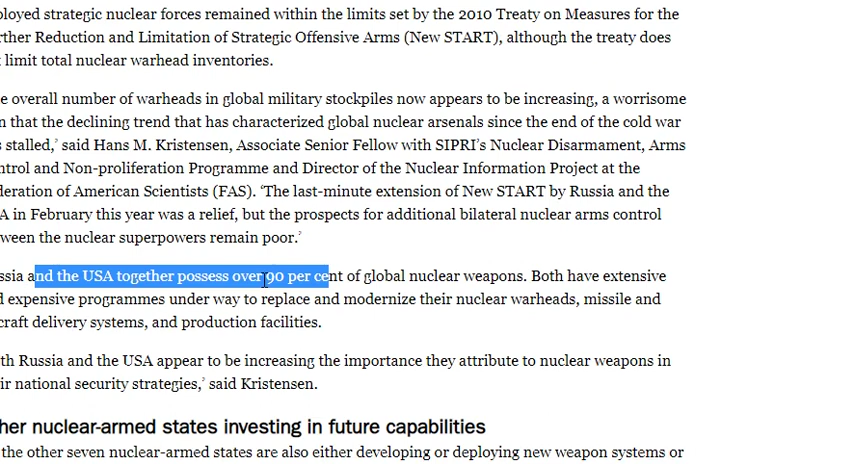 ployed strategic nuclear forces remained within the limits set by the 2010 Treaty on Measures for the
rther Reduction and Limitation of Strategic Offensive Arms (New START), although the treaty does
limit total nuclear warhead inventories.
e overall number of warheads in global military stockpiles now appears to be increasing, a worrisome
n that the declining trend that has characterized global nuclear arsenals since the end of the cold war
s stalled,’ said Hans M. Kristensen, Associate Senior Fellow with SIPRI’s Nuclear Disarmament, Arms
ntrol and Non-proliferation Programme and Director of the Nuclear Information Project at the
deration of American Scientists (FAS). ‘The last-minute extension of New START by Russia and the
A in February this year was a relief, but the prospects for additional bilateral nuclear arms control
ween the nuclear superpowers remain poor.’
ssia and the USA together possess over 90 per cent of global nuclear weapons. Both have extensive
d expensive programmes under way to replace and modernize their nuclear warheads, missile and
craft delivery systems, and production facilities.
th Russia and the USA appear to be increasing the importance they attribute to nuclear weapons in
ir national security strategies,’ said Kristensen.
her nuclear-armed states investing in future capabilities
the other seven nuclear-armed states are also either developing or deploying new weapon systems or